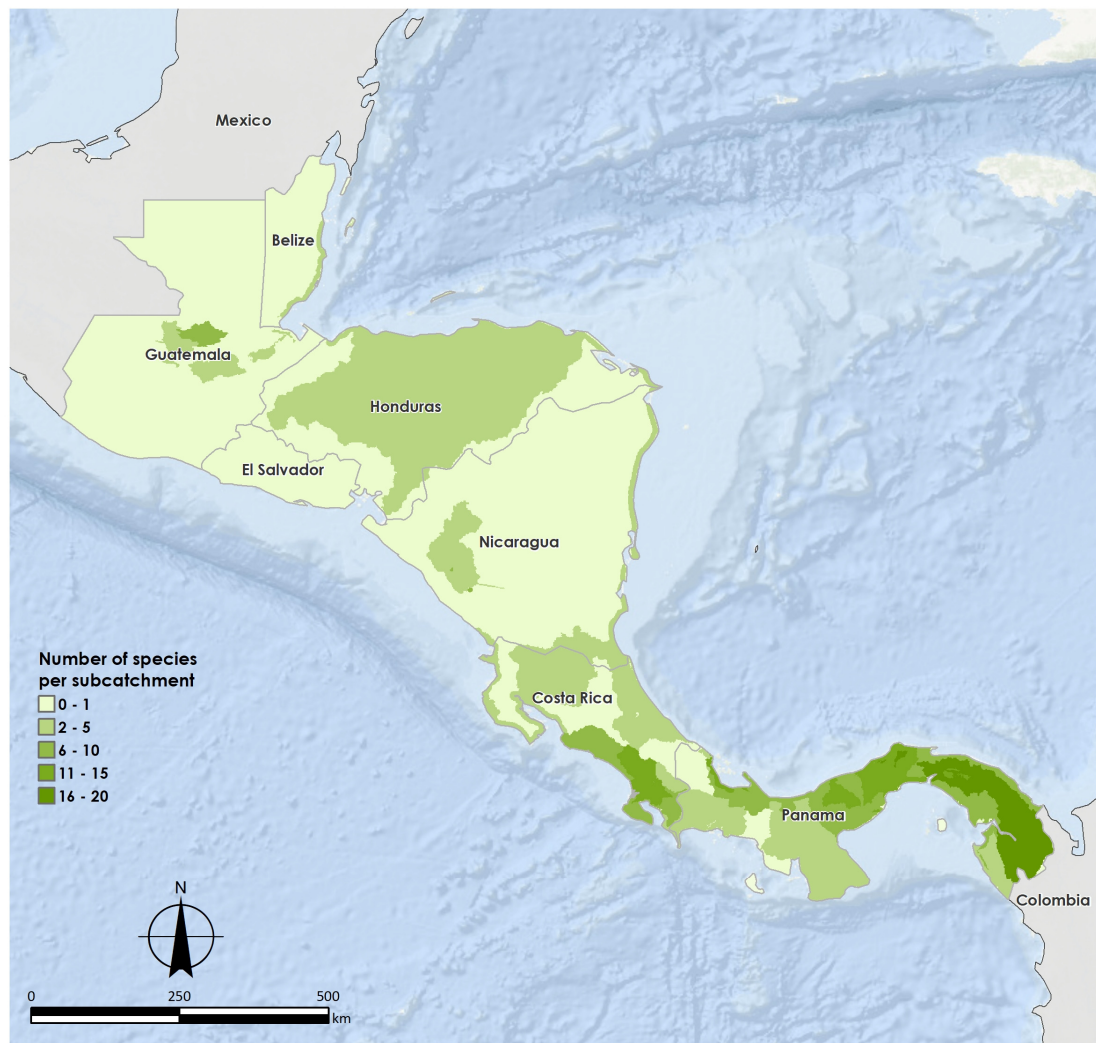 Mexico
Belize
Guatemala
Honduras
El Salvador
Nicaragua
Number of species
per subcatchment
0 - 1
2 - 5
6 - 10
11 - 15
16 - 20
Costa Rica
Panama
Colombia
N
0 250 500
km